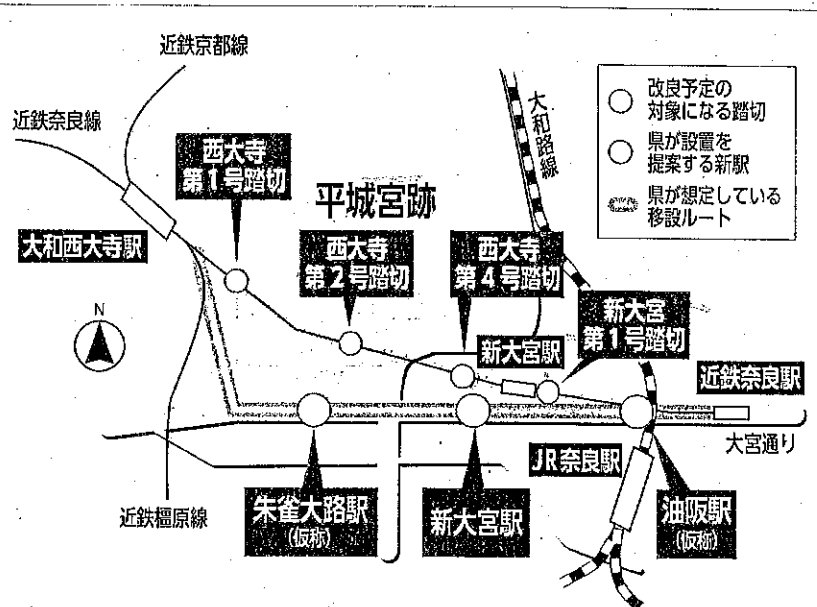 近鉄京都線
近鉄奈良線
西大寺
第1号踏切
平城宮跡
大和路線
改良予定の
対象になる踏切
県が設置を
提案する新駅
県が想定している
移設ルート
大和西大寺駅
西大寺
第2号踏切
西大寺
第4号踏切
新大宮
第1号踏切
N
新大宮駅
近鉄奈良駅
大宮通り
JR奈良駅
近鉄橿原線
朱雀大路駅
(仮称)
新大宮駅
油阪駅
(仮称)